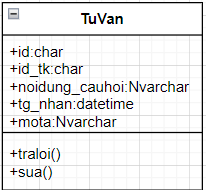 TuVan
+id:char
+id_tk:char
+noidung_cauhoi:Nvarchar
+tg_nhan:datetime
+mota:Nvarchar
+traloi()
+sua()